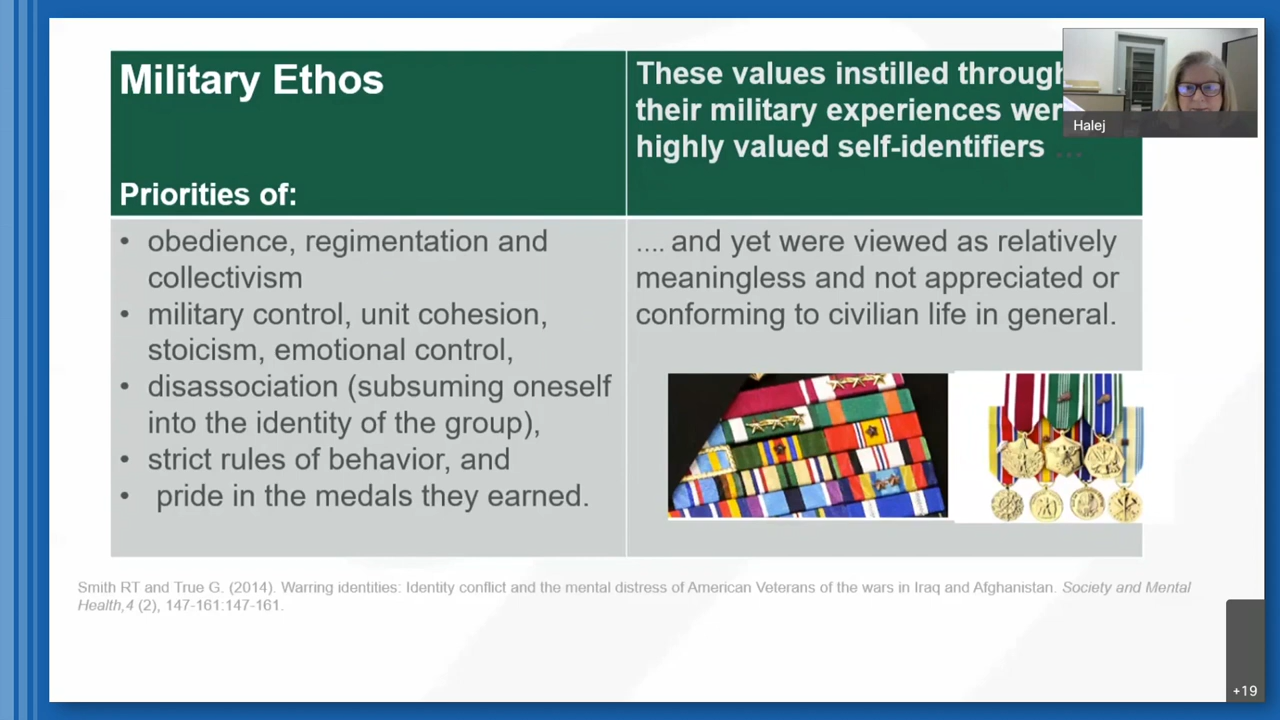 Military Ethos
Priorities of:
These values instilled through
their military experiences wer
highly valued self-identifiers ...
• obedience, regimentation and
collectivism
• military control, unit cohesion,
stoicism, emotional control,
• disassociation (subsuming oneself
into the identity of the group),
• strict rules of behavior, and
• pride in the medals they earned.
.... and yet were viewed as relatively
meaningless and not appreciated or
conforming to civilian life in general.
Smith RT and True G. (2014). Warring identities: Identity conflict and the mental distress of American Veterans of the wars in Iraq and Afghanistan. Society and Mental
Health,4 (2), 147-161:147-161.
Halej
+19